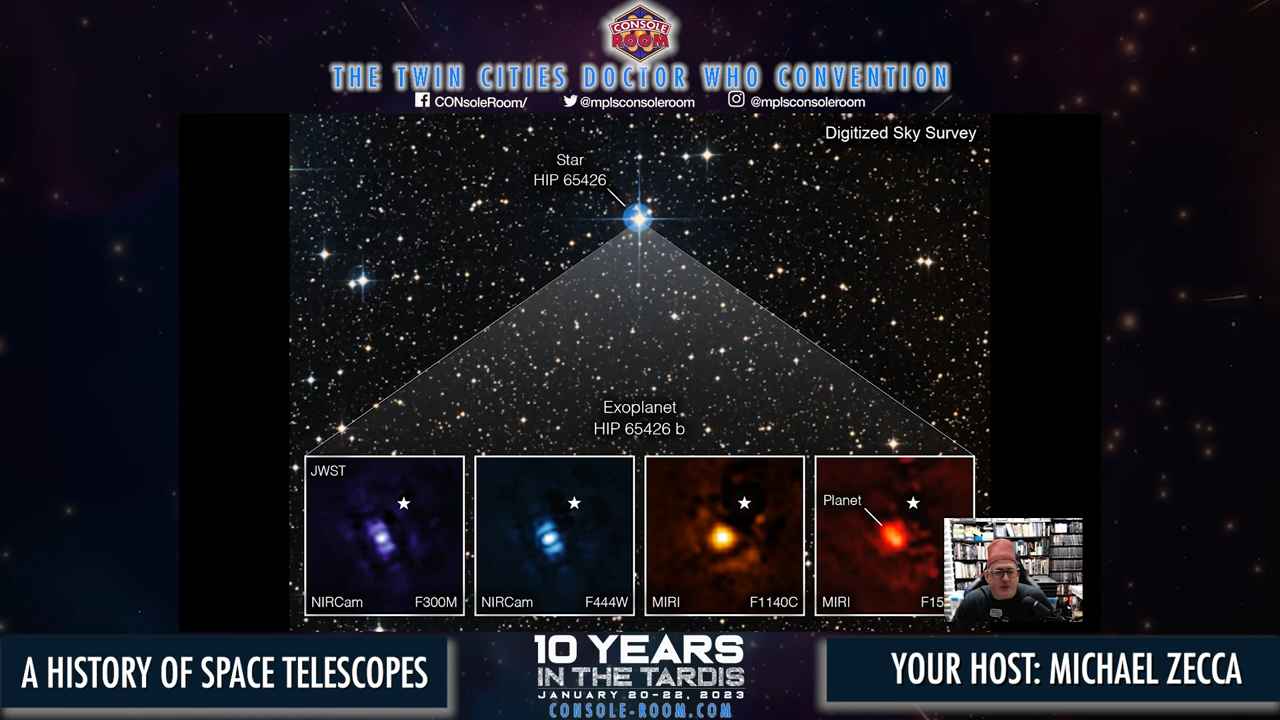 CONSOLE
ROOM
THE TWIN CITIES DOCTOR WHO CONVENTION
CONsoleRoom/ @mplsconsoleroom @mplsconsoleroom
Digitized Sky Survey
Star
HIP 65426
Exoplanet
HIP 65426 b
JWST
Planet
NIRCam F300M NIRCam F444W MIRI F1140C MIRI F15
A HISTORY OF SPACE TELESCOPES
10 YEARS
IN THE TARDIS
JANUARY 20-22, 2023
CONSOLE-ROOM.COM
YOUR HOST: MICHAEL ZECCA